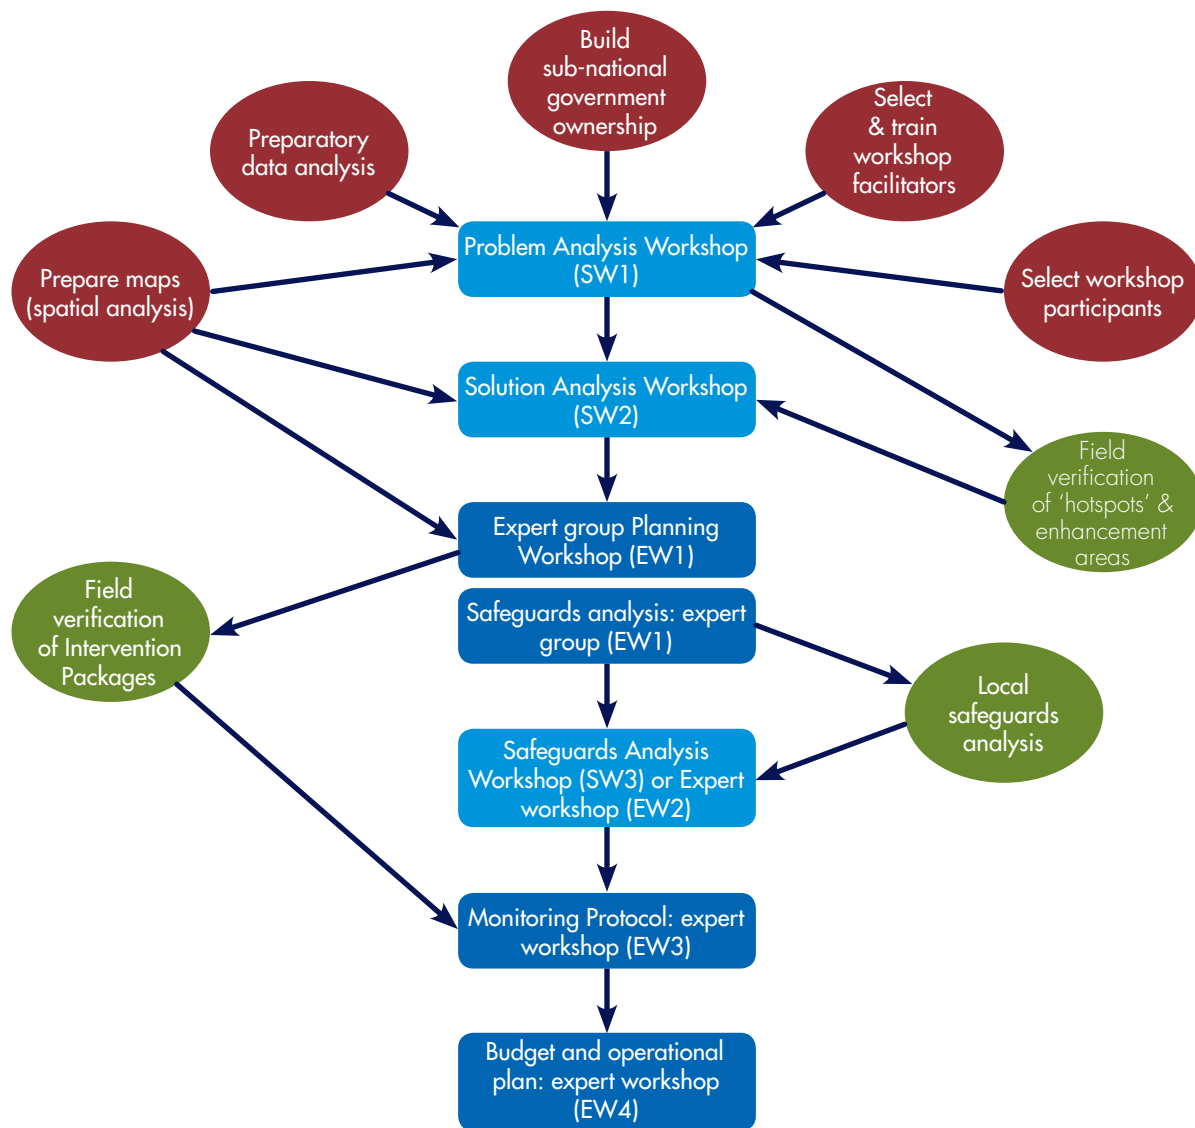 Build
sub-national
government
ownership
Preparatory
data analysis
Select
& train
workshop
facilitators
Problem Analysis Workshop
(SW1)
Prepare maps
(spatial analysis)
Select workshop
participants
Solution Analysis Workshop
(SW2)
Field
verification
of ‘hotspots’ &
enhancement
areas
Expert group Planning
Workshop (EW1)
Field
verification
of Intervention
Packages
Safeguards analysis: expert
group (EW1)
Local
safeguards
analysis
Safeguards Analysis
Workshop (SW3) or Expert
workshop (EW2)
Monitoring Protocol: expert
workshop (EW3)
Budget and operational
plan: expert workshop
(EW4)